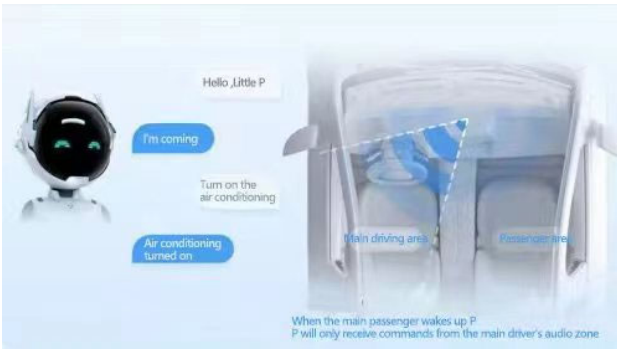 Hello ,Little P
I'm coming
Turn on the
air conditioning
Air conditioning
turned on
Main driving area
Passenger area
When the main passenger wakes up P
P will only receive commands from the main driver's audio zone